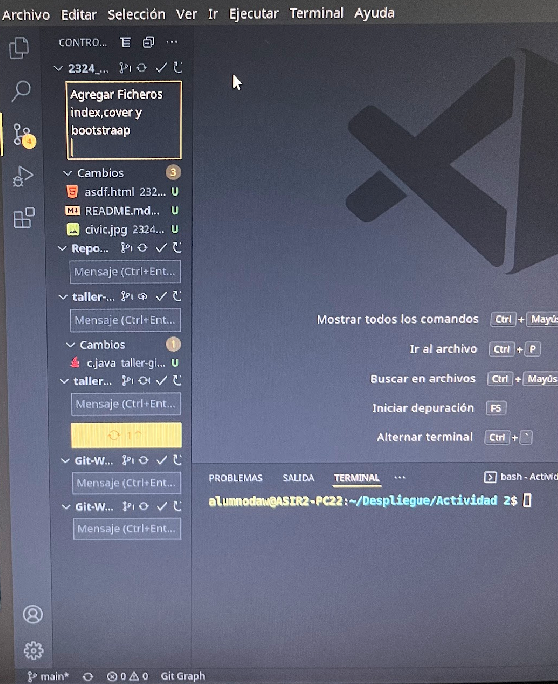 Archivo Editar Selección Ver Ir Ejecutar Terminal Ayuda
CONTRO... ...
2324_...
Agregar Ficheros
index,cover y
bootstraap
Cambios 3
asdf.html 232... U
README.md... U
civic.jpg 2324... U
Repo...
Mensaje (Ctrl+Ent...
taller-...
Mensaje (Ctrl+Ent...
Cambios 1
c.java taller-gi... U
taller...
Mensaje (Ctrl+Ent...
Git-W...
Mensaje (Ctrl+Ent...
Git-W...
Mensaje (Ctrl+Ent...
Mostrar todos los comandos Ctrl + Mayús
Ir al archivo Ctrl + P
Buscar en archivos Ctrl + Mayús
Iniciar depuración F5
Alternar terminal Ctrl + `
PROBLEMAS SALIDA TERMINAL ... bash - Activid
alumnodaw@ASIR2-PC22:~/Despliegue/Actividad 2$
main* 0 0 Git Graph